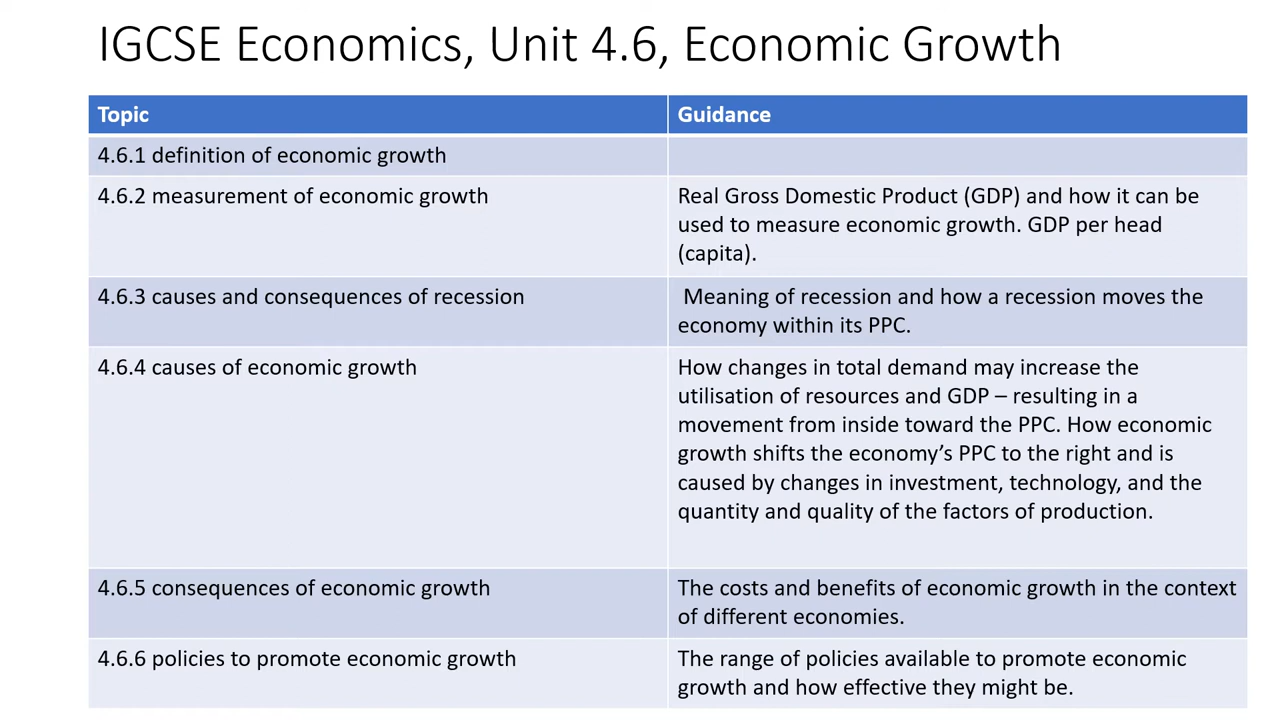 IGCSE Economics, Unit 4.6, Economic Growth
Topic
Guidance
4.6.1 definition of economic growth
4.6.2 measurement of economic growth
Real Gross Domestic Product (GDP) and how it can be
used to measure economic growth. GDP per head
(capita).
4.6.3 causes and consequences of recession
Meaning of recession and how a recession moves the
economy within its PPC.
4.6.4 causes of economic growth
How changes in total demand may increase the
utilisation of resources and GDP – resulting in a
movement from inside toward the PPC. How economic
growth shifts the economy’s PPC to the right and is
caused by changes in investment, technology, and the
quantity and quality of the factors of production.
4.6.5 consequences of economic growth
The costs and benefits of economic growth in the context
of different economies.
4.6.6 policies to promote economic growth
The range of policies available to promote economic
growth and how effective they might be.